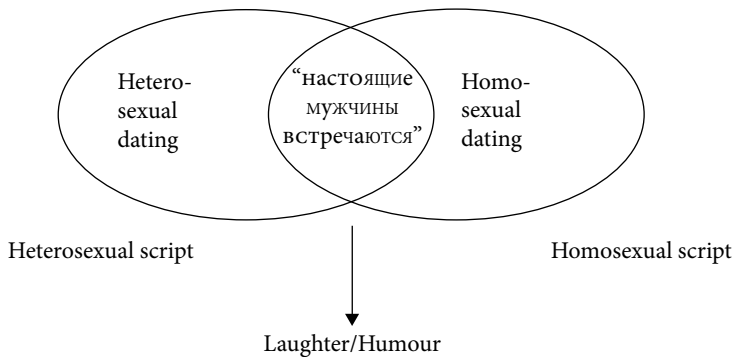 Hetero-
sexual
dating
“настоящие
мужчины
встречаются”
Homo-
sexual
dating
Heterosexual script
Homosexual script
Laughter/Humour